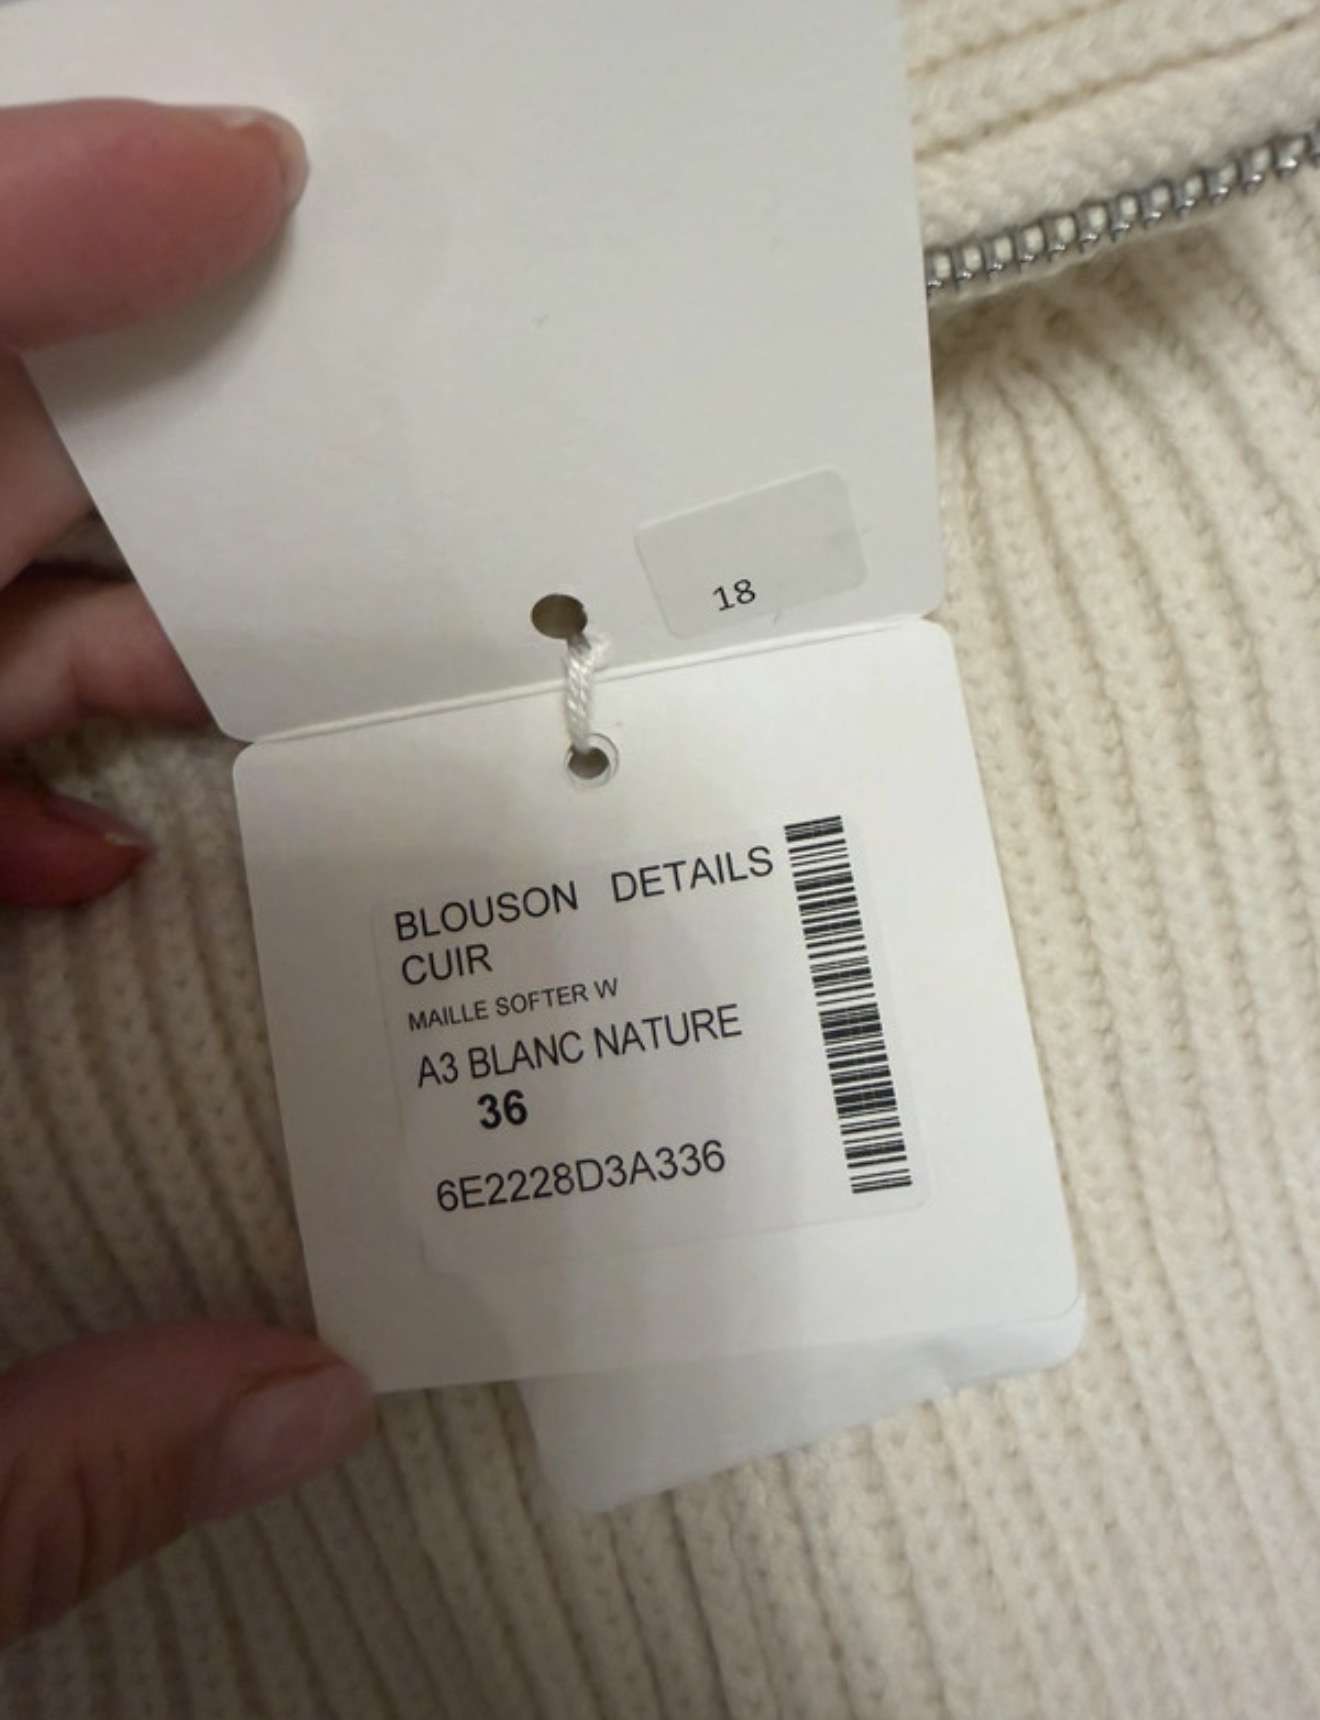 18
BLOUSON DETAILS
CUIR
MAILLE SOFTER W
A3 BLANC NATURE
36
6E2228D3A336